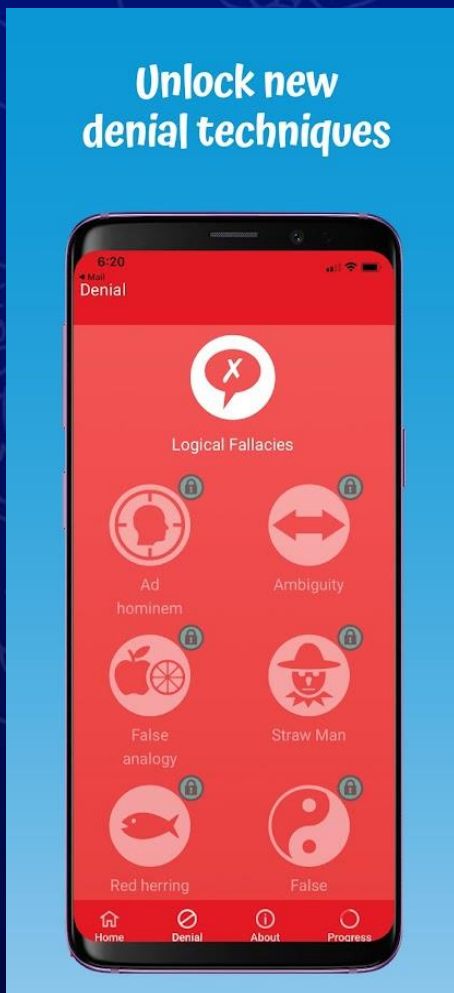 Unlock new
denial techniques
6:20
Mail
Denial
X
Logical Fallacies
Ad
hominem
Ambiguity
False
analogy
Straw Man
Red herring
False
Home
Denial
About
Progress